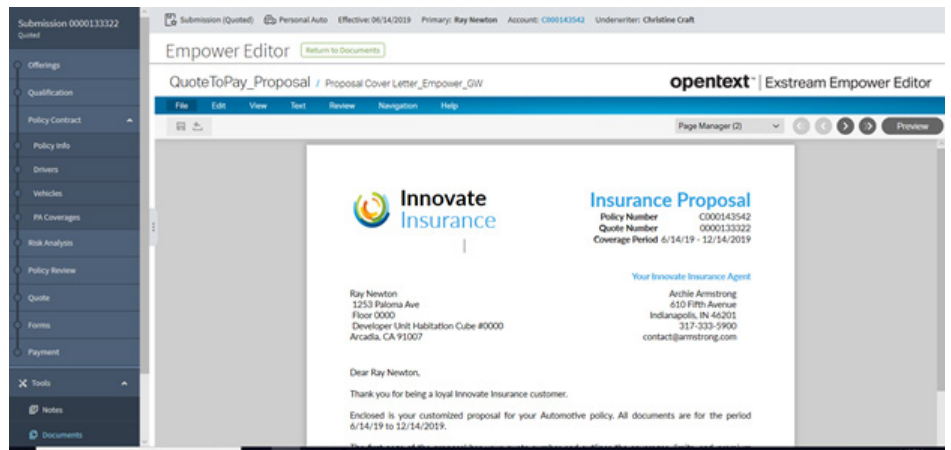 Submission 0000133322
Quoted
Offerings
Qualification
Policy Contract
Policy Info
Drivers
Vehicles
PA Coverages
Risk Analysis
Policy Review
Quote
Forms
Payment
Tools
Notes
Documents
Submission (Quoted) Personal Auto Effective: 06/14/2019 Primary: Ray Newton Account: C000143542 Underwriter: Christine Craft
Empower Editor Return to Documents
QuoteToPay_Proposal / Proposal Cover Letter_Empower_GW
opentext™ | Exstream Empower Editor
File Edit View Text Review Navigation Help
Page Manager (2) Preview
Innovate
Insurance
Insurance Proposal
Policy Number C000143542
Quote Number 0000133322
Coverage Period 6/14/19 - 12/14/2019
Your Innovate Insurance Agent
Ray Newton
1253 Paloma Ave
Floor 0000
Developer Unit Habitation Cube #0000
Arcadia, CA 91007
Archie Armstrong
610 Fifth Avenue
Indianapolis, IN 46201
317-333-5900
contact@armstrong.com
Dear Ray Newton,
Thank you for being a loyal Innovate Insurance customer.
Enclosed is your customized proposal for your Automotive policy. All documents are for the period
6/14/19 to 12/14/2019.